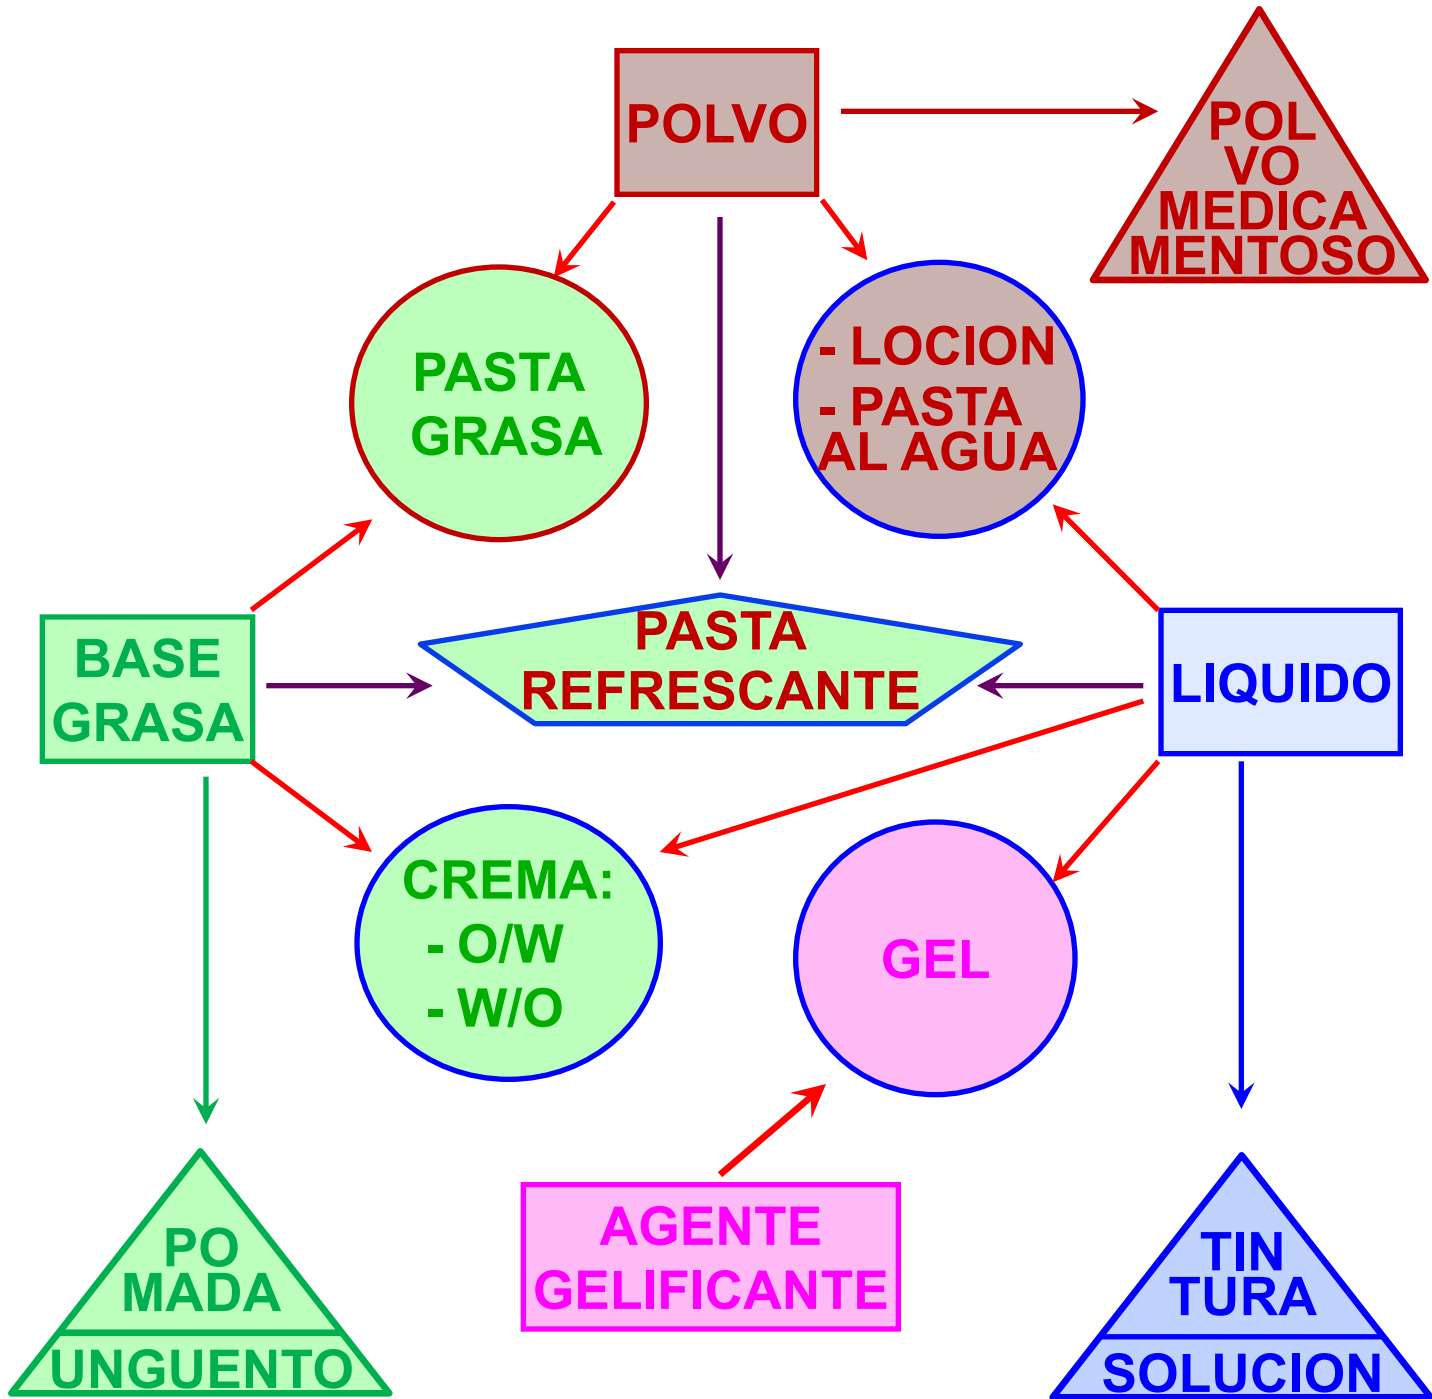 POLVO
POL
VO
MEDICA
MENTOSO
PASTA
GRASA
- LOCION
- PASTA
AL AGUA
BASE
GRASA
PASTA
REFRESCANTE
LIQUIDO
CREMA:
- O/W
- W/O
GEL
PO
MADA
UNGUENTO
AGENTE
GELIFICANTE
TIN
TURA
SOLUCION